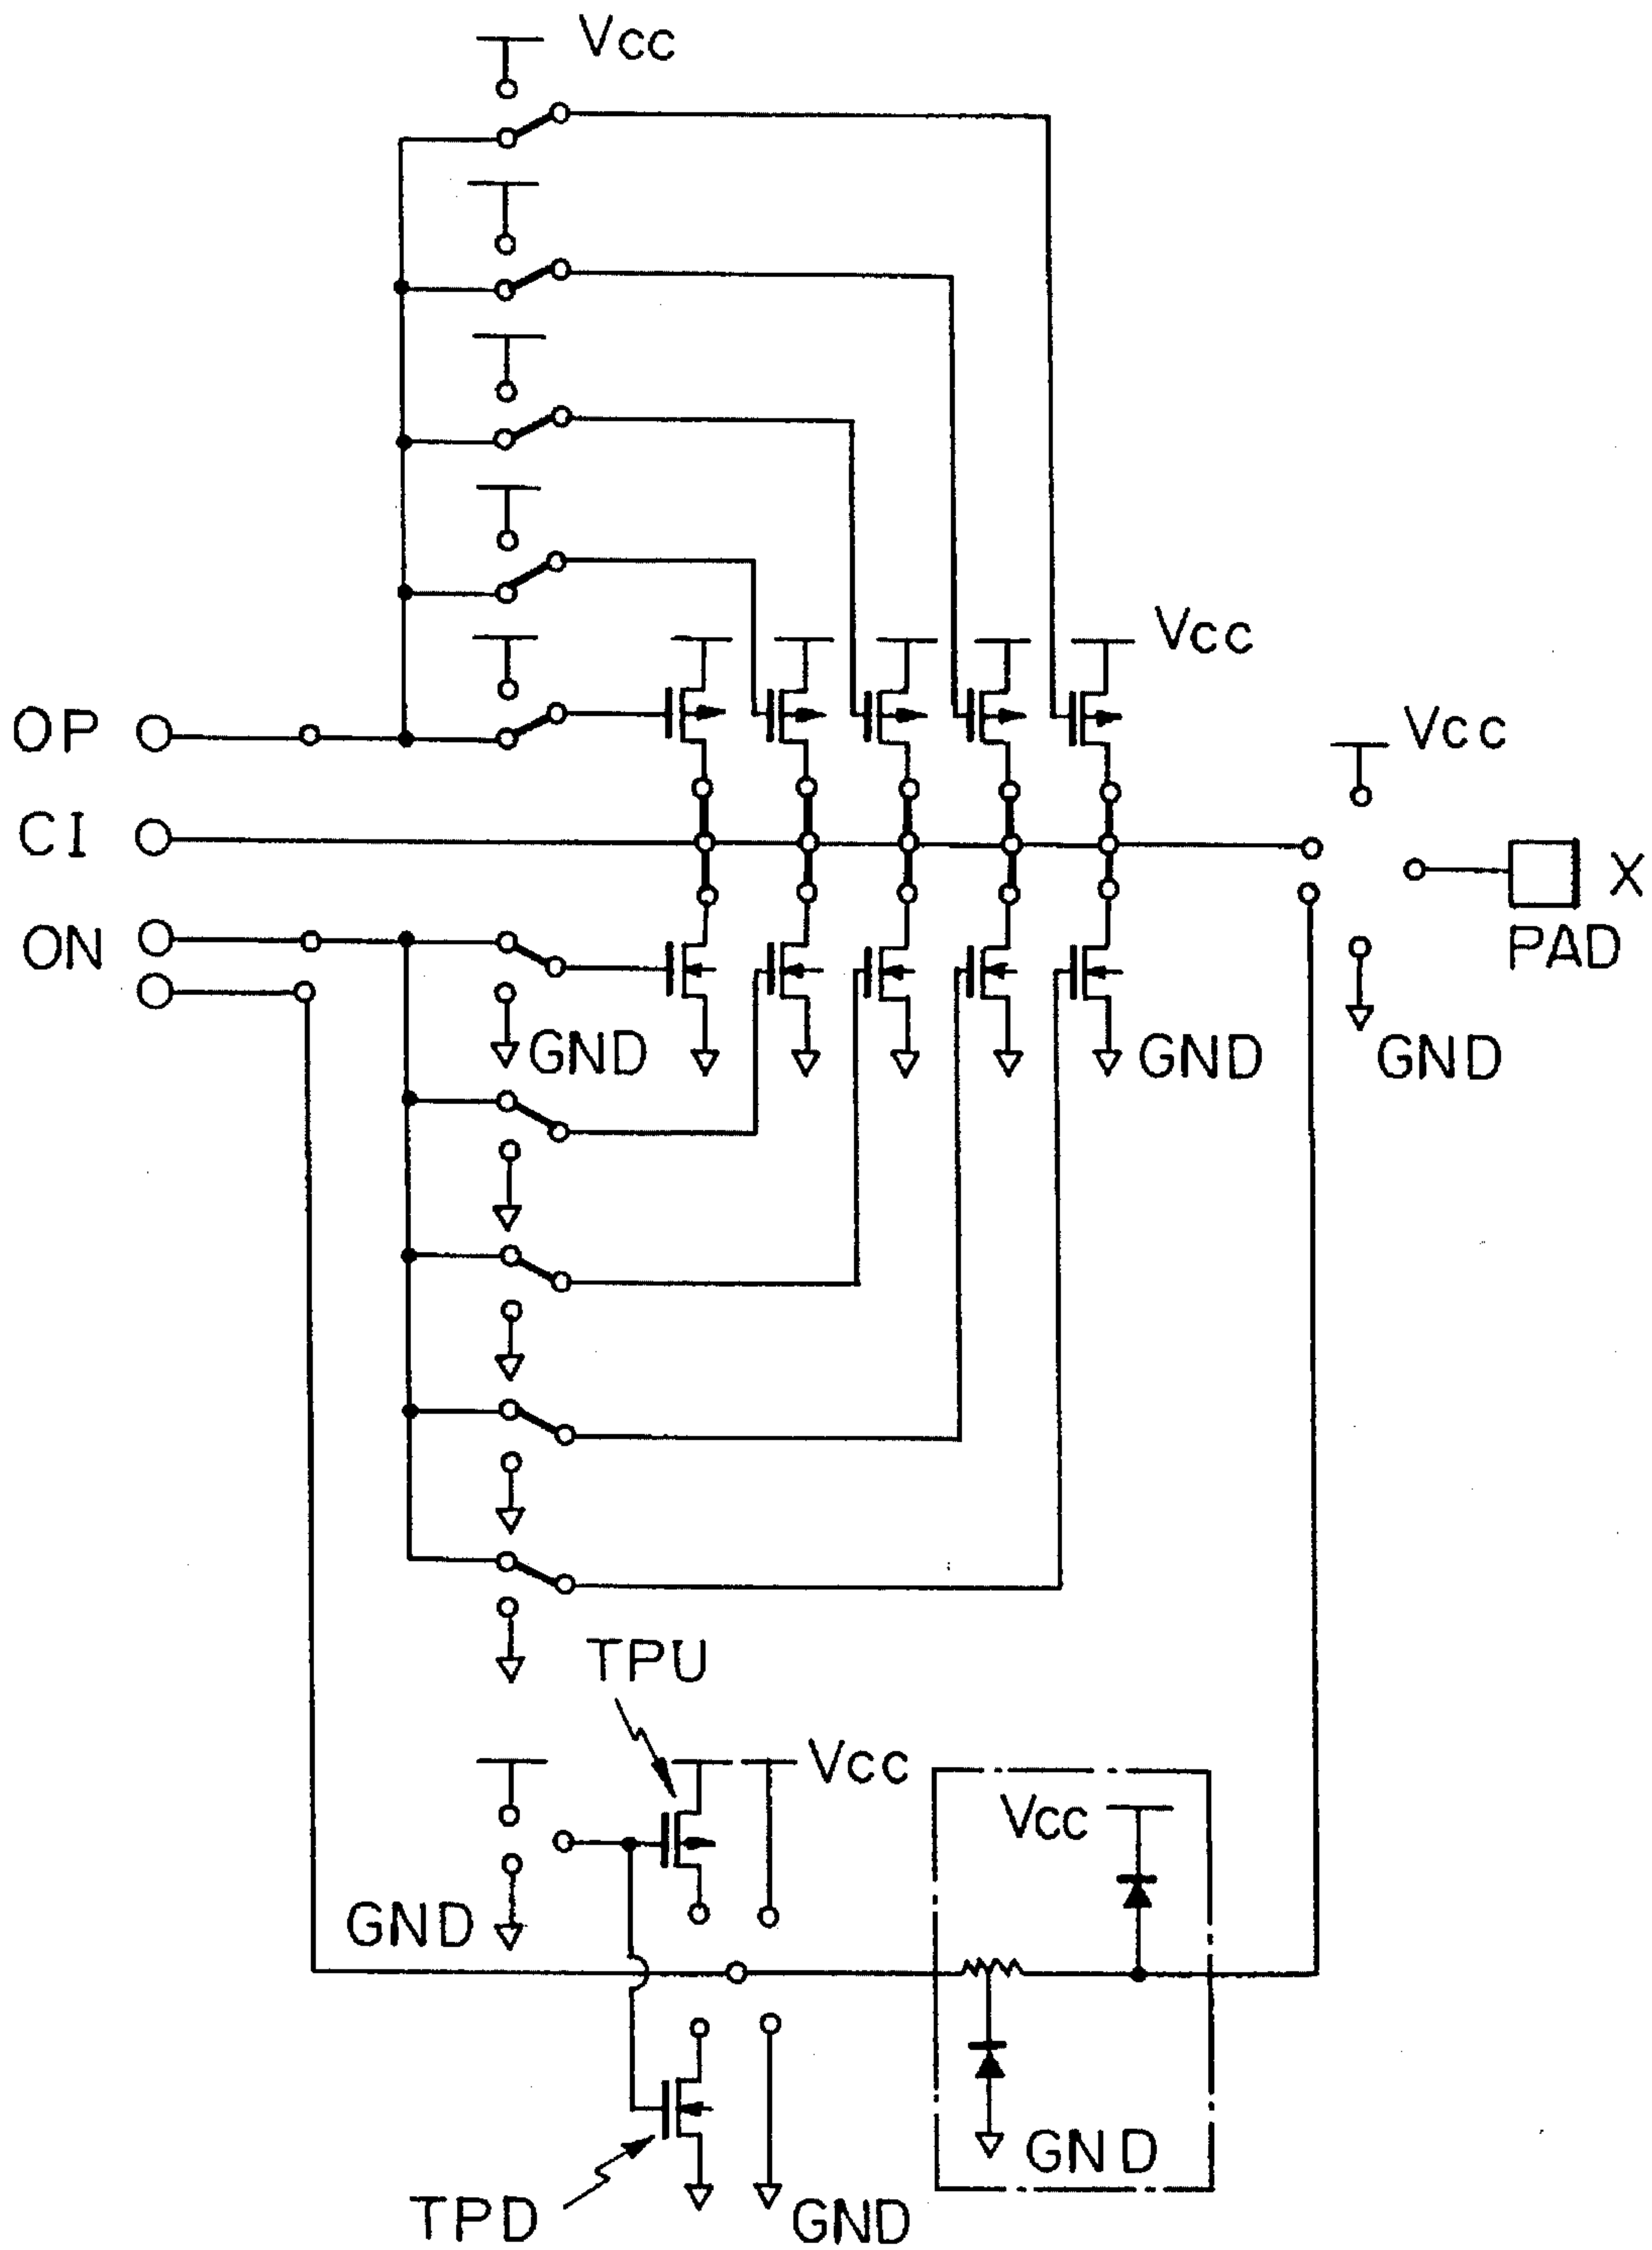 Vcc
Vcc
OP
Vcc
CI
X
ON
PAD
GND
GND
GND
TPU
Vcc
Vcc
GND
GND
TPD
GND